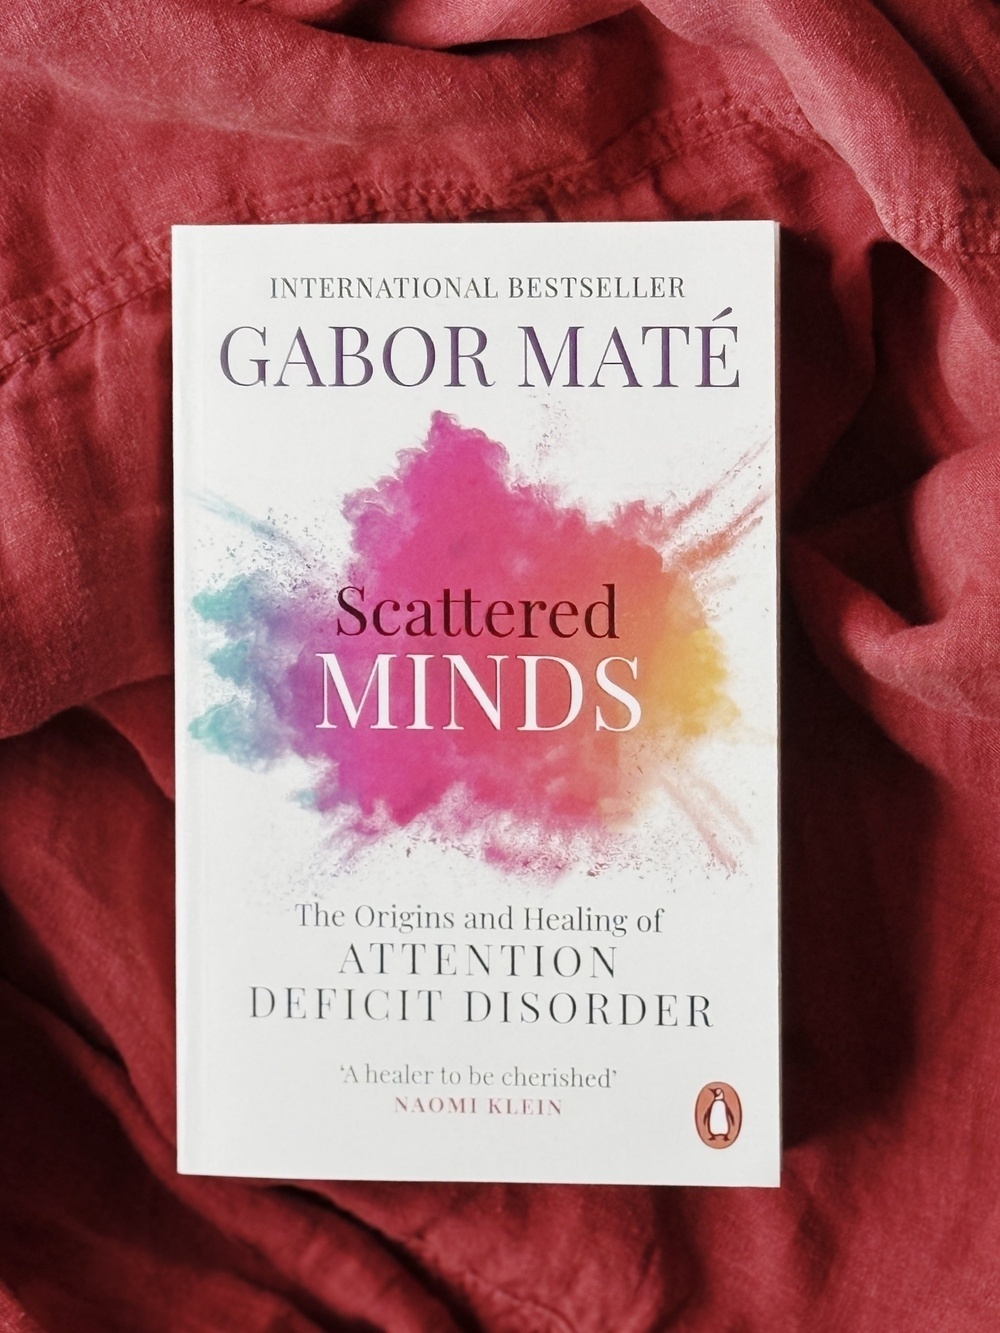 INTERNATIONAL BESTSELLER
GABOR MATÉ
Scattered
MINDS
The Origins and Healing of
ATTENTION
DEFICIT DISORDER
‘A healer to be cherished’
NAOMI KLEIN